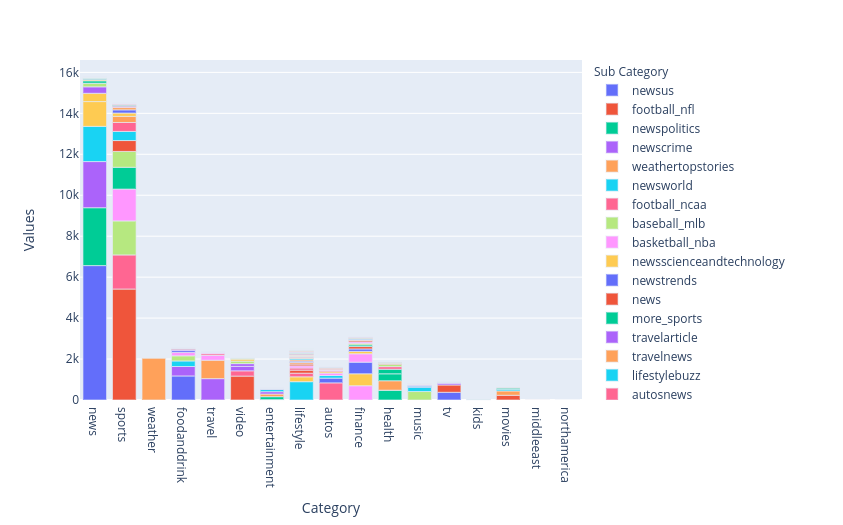 16k
14k
12k
10k
8k
6k
4k
2k
0
Values
news
sports
weather
foodanddrink
travel
video
entertainment
lifestyle
autos
finance
health
music
tv
kids
movies
middleeast
northamerica
Category
Sub Category
newsus
football_nfl
newspolitics
newscrime
weathertopstories
newsworld
football_ncaa
baseball_mlb
basketball_nba
newsscienceandtechnology
newstrends
news
more_sports
travelarticle
travelnews
lifestylebuzz
autosnews